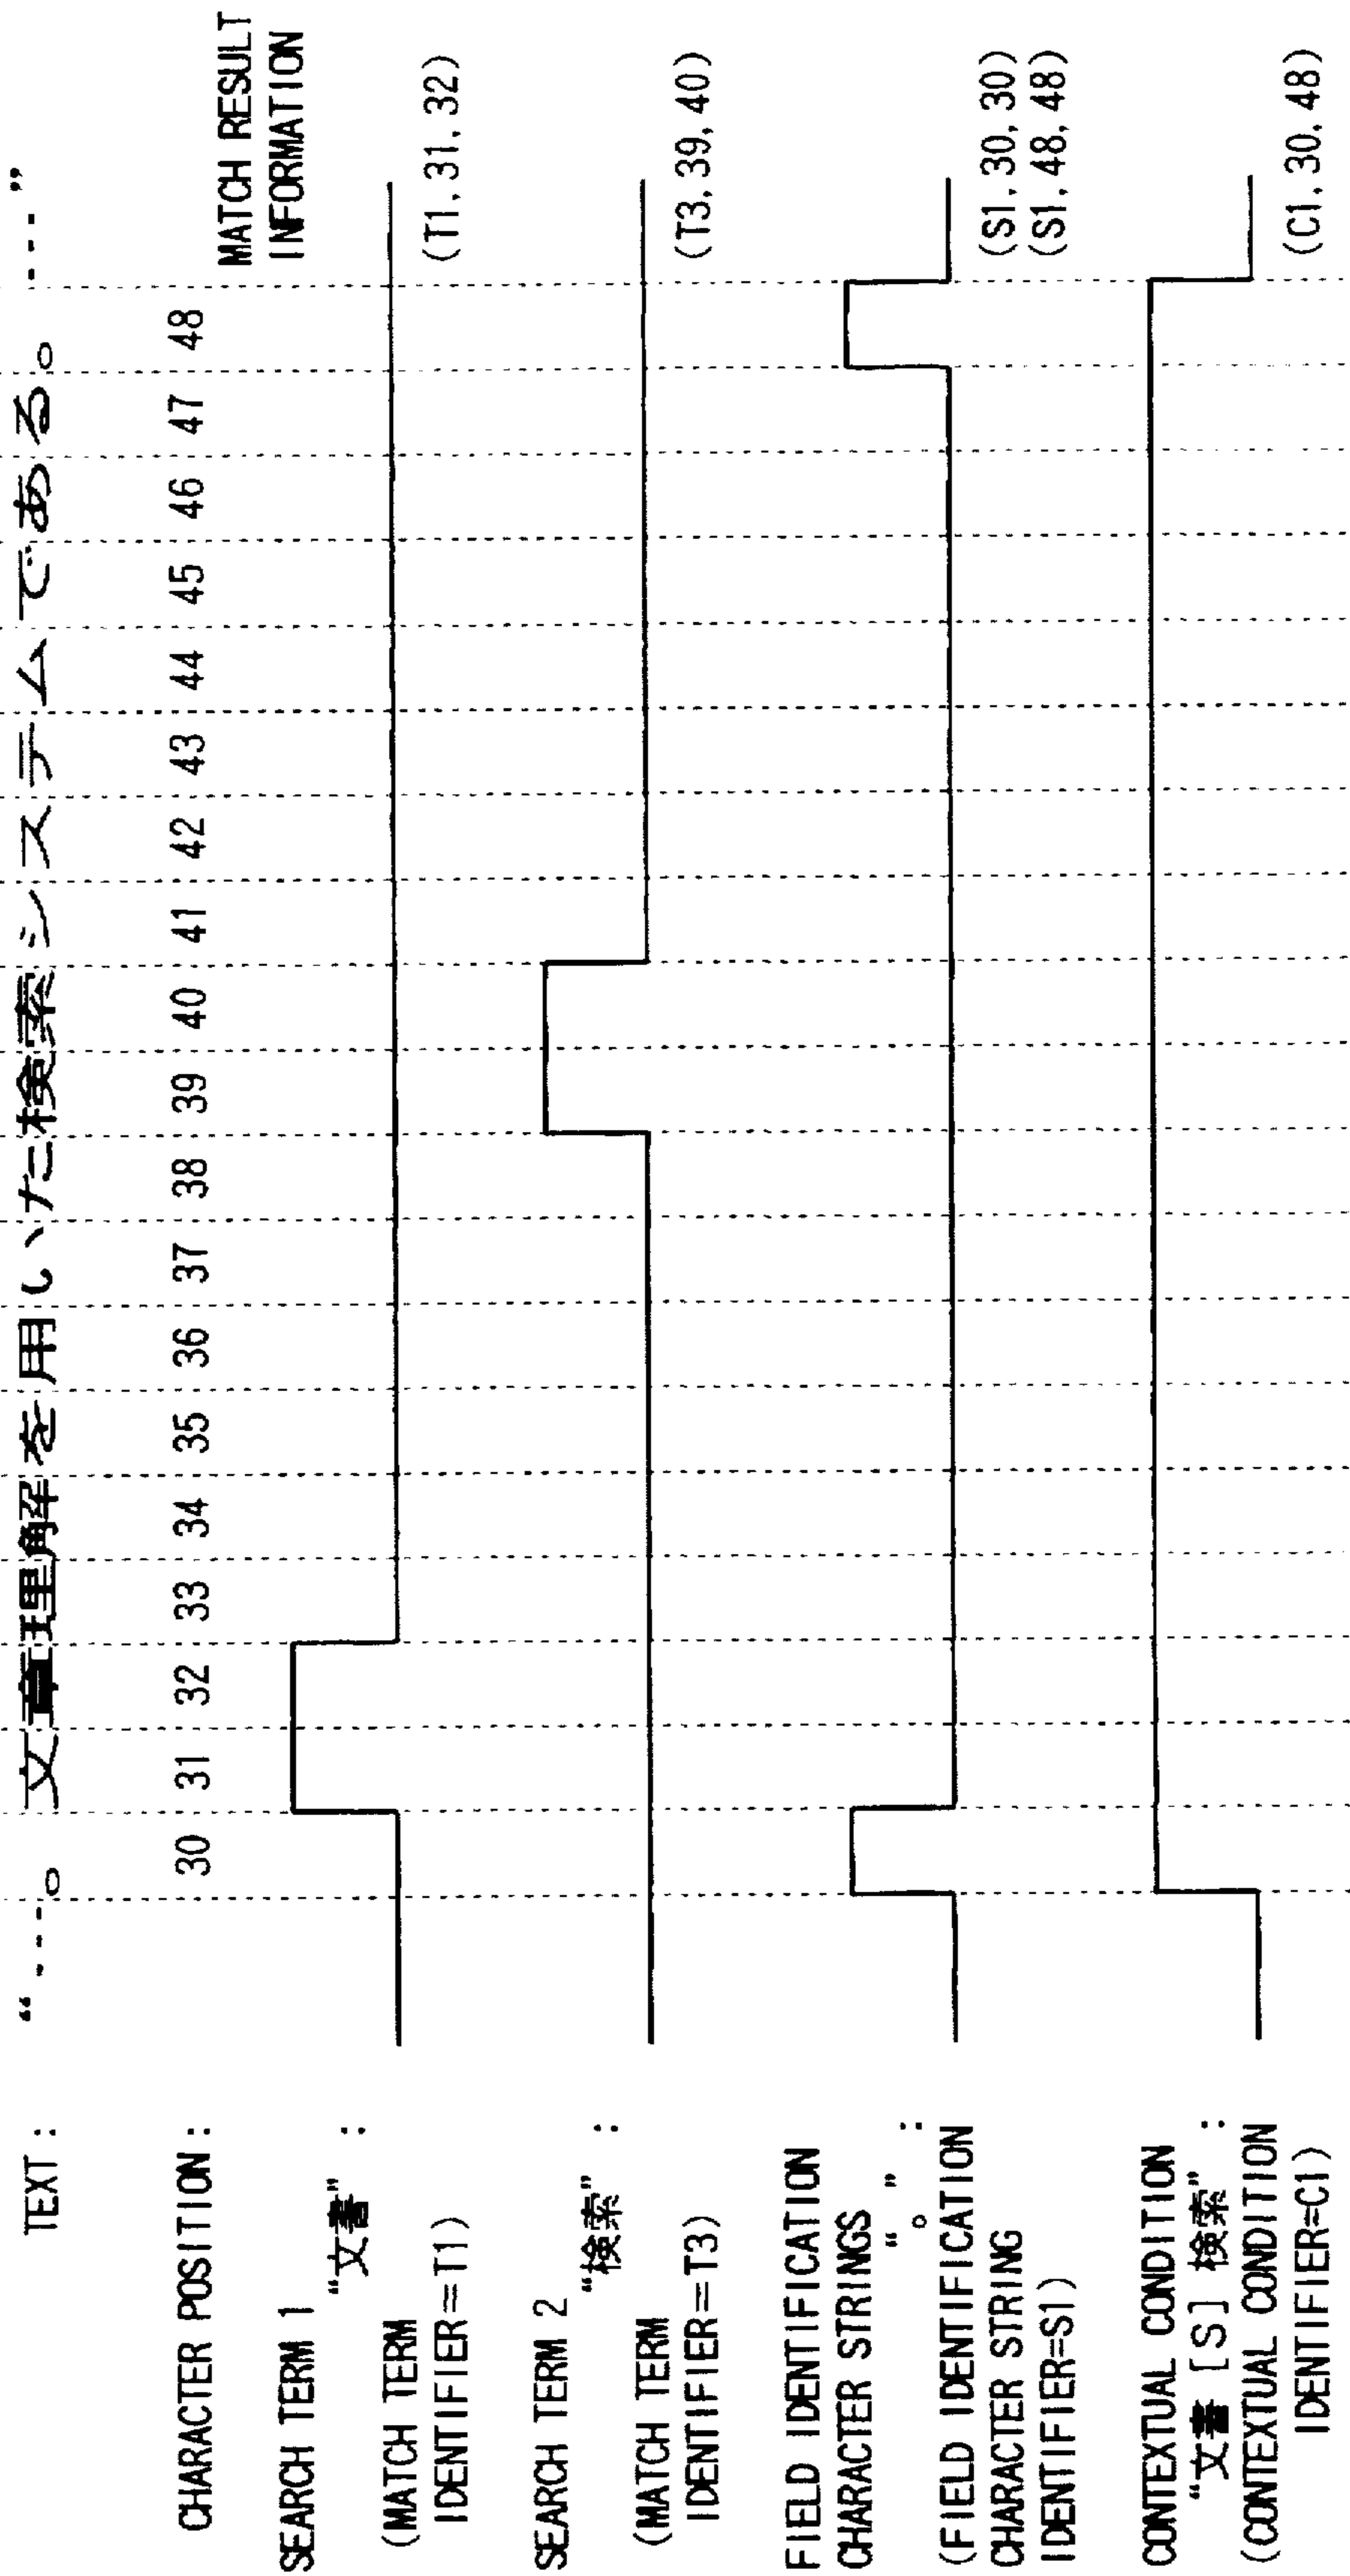 TEXT : “---。文章理解を用いた検索システムである。---”
CHARACTER POSITION : 30 31 32 33 34 35 36 37 38 39 40 41 42 43 44 45 46 47 48
MATCH RESULT
INFORMATION
SEARCH TERM 1
“文書” :
(MATCH TERM
IDENTIFIER=T1)
(T1, 31, 32)
SEARCH TERM 2
“検索” :
(MATCH TERM
IDENTIFIER=T3)
(T3, 39, 40)
FIELD IDENTIFICATION
CHARACTER STRINGS
“。” :
(FIELD IDENTIFICATION
CHARACTER STRING
IDENTIFIER=S1)
(S1, 30, 30)
(S1, 48, 48)
CONTEXTUAL CONDITION
“文書 [S] 検索” :
(CONTEXTUAL CONDITION
IDENTIFIER=C1)
(C1, 30, 48)